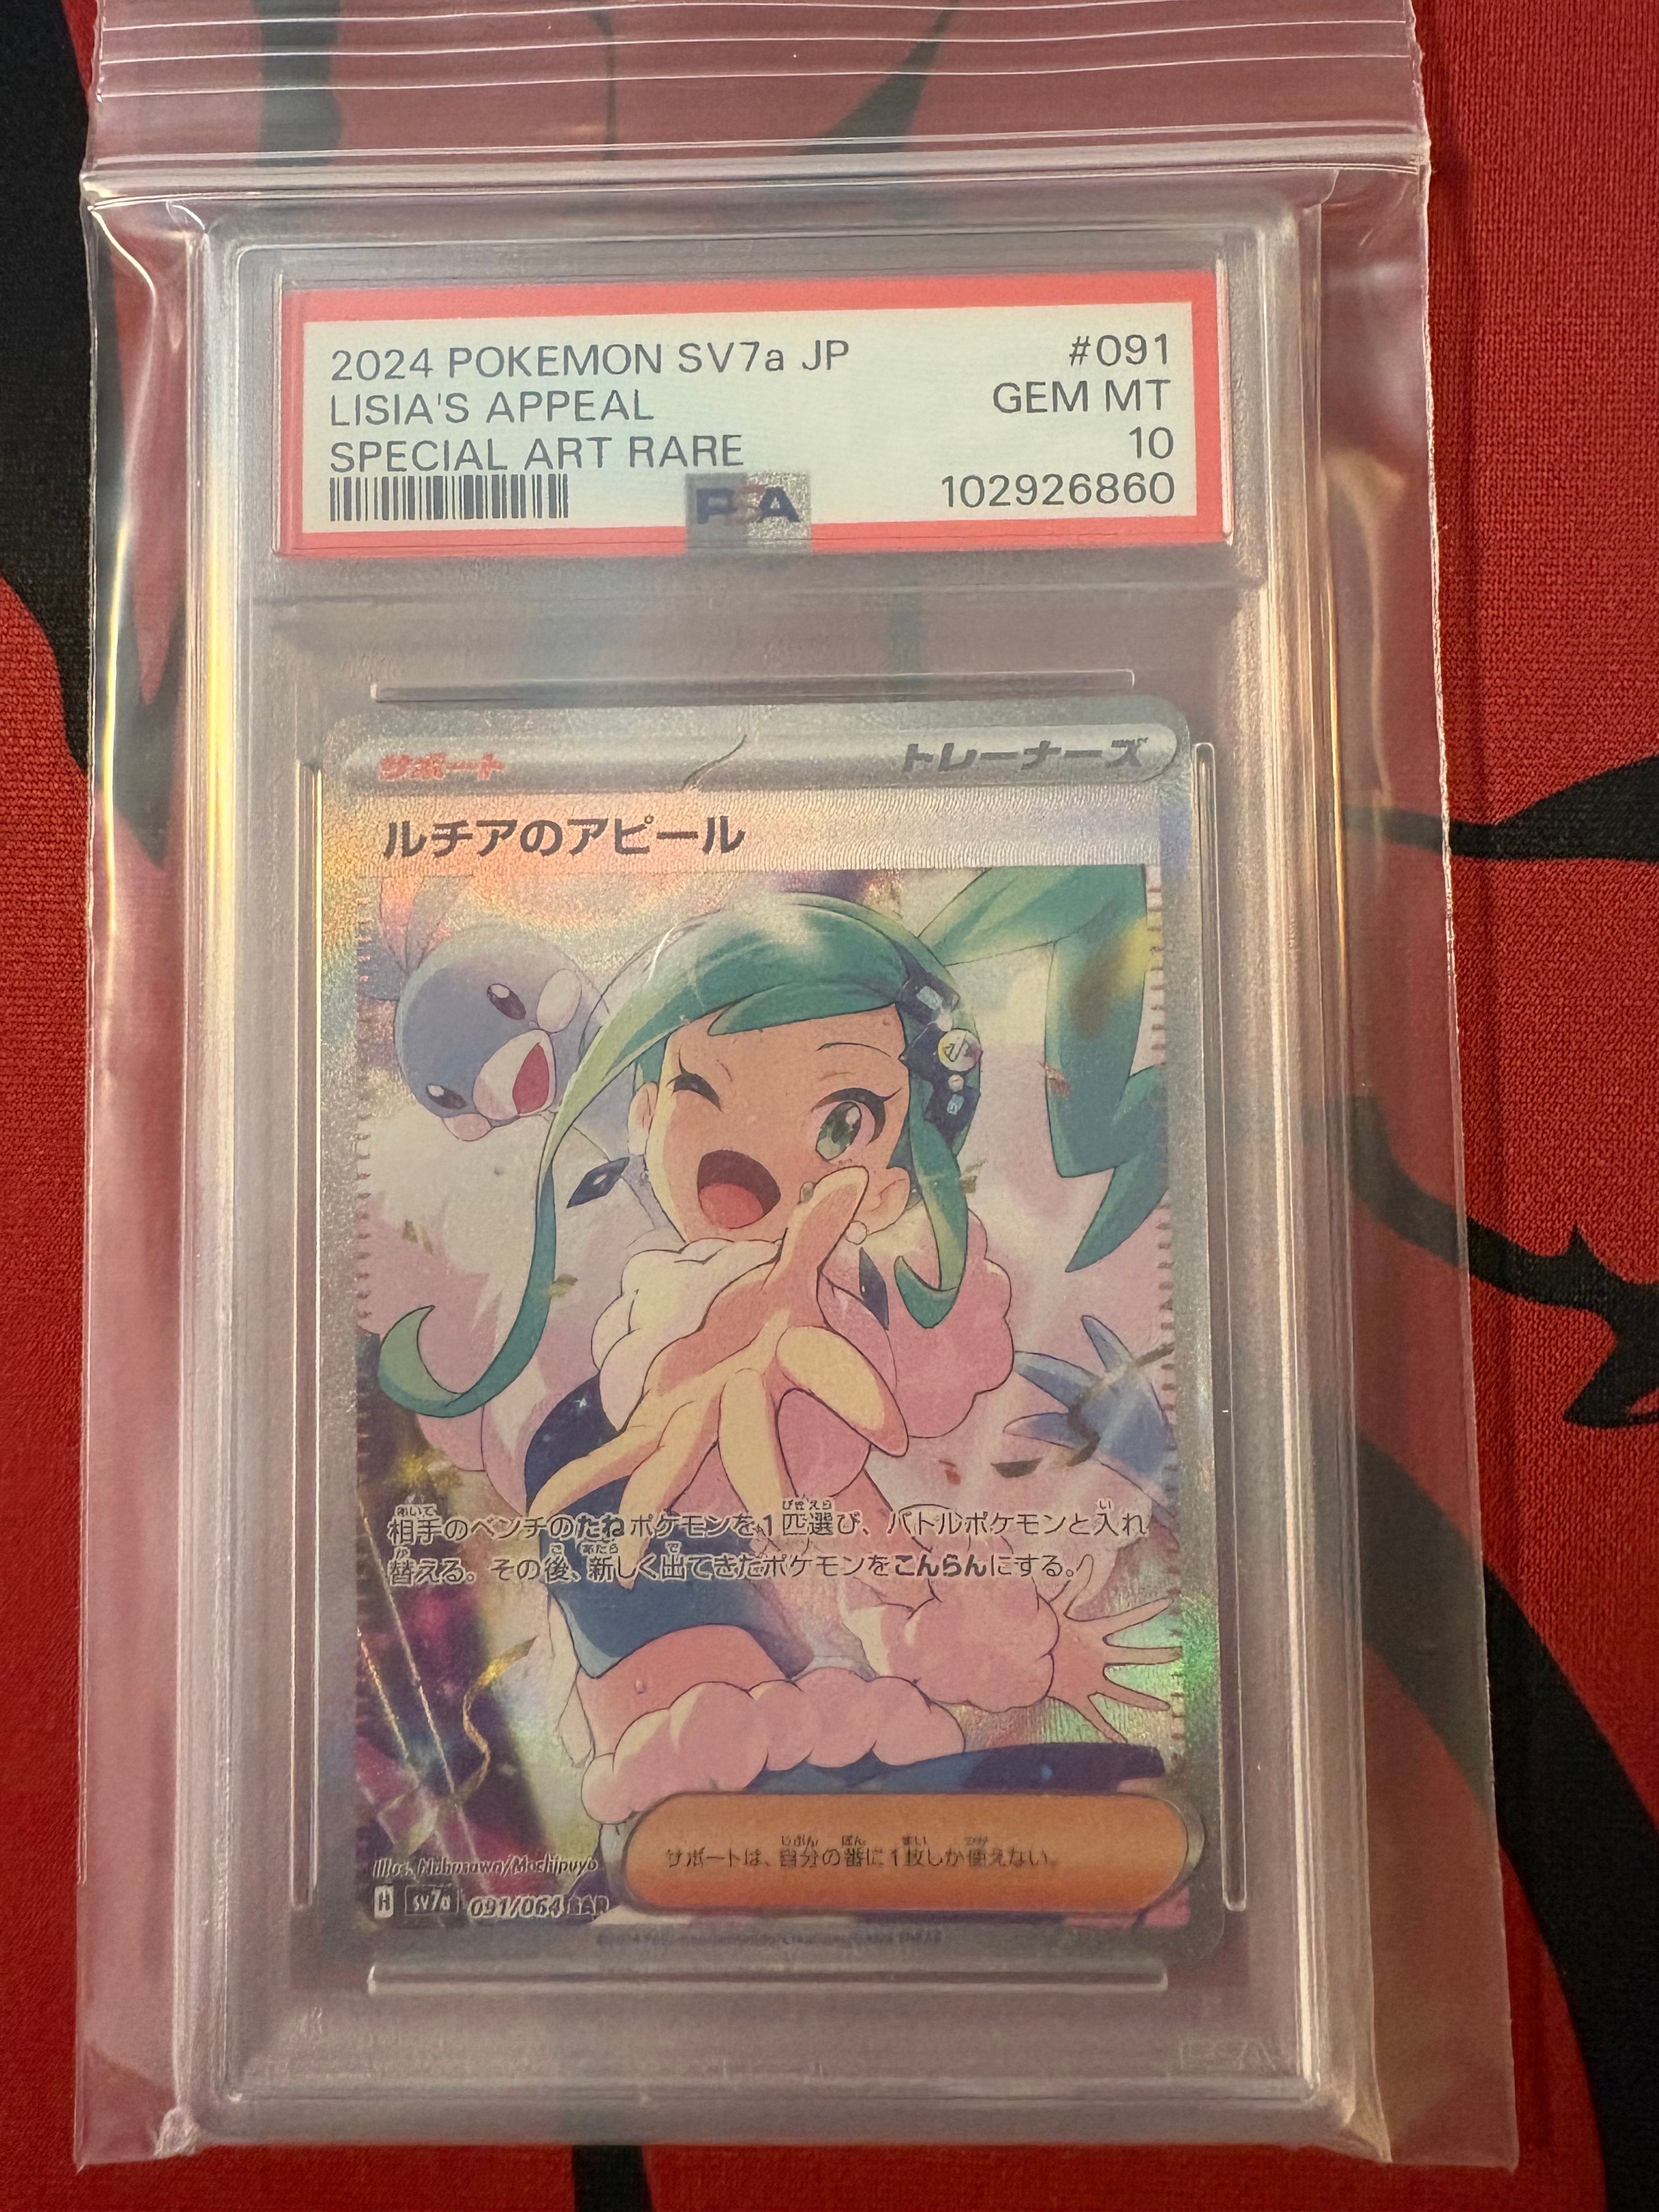 2024 POKEMON SV7a JP #091
LISIA'S APPEAL GEM MT
SPECIAL ART RARE 10
PSA 102926860
サポート トレーナーズ
ルチアのアピール
相手のベンチのたねポケモンを1匹選び、バトルポケモンと入れ
替える。その後、新しく出てきたポケモンをこんらんにする。
サポートは、自分の番に1枚しか使えない。
Illus.
H sv7a 091/064 SAR
PSA